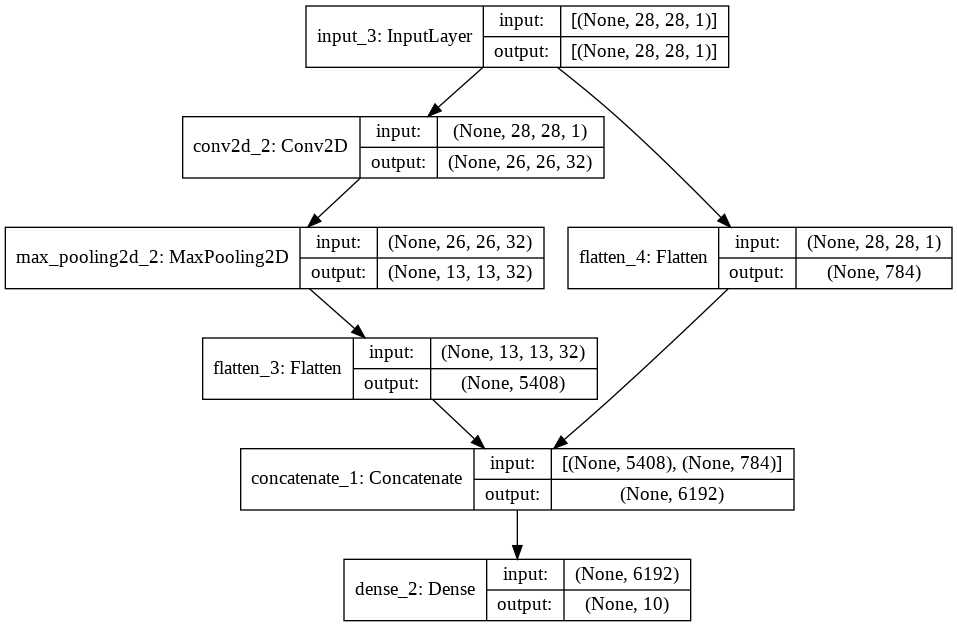 input_3: InputLayer
input:
[(None, 28, 28, 1)]
output:
[(None, 28, 28, 1)]
conv2d_2: Conv2D
input:
(None, 28, 28, 1)
output:
(None, 26, 26, 32)
max_pooling2d_2: MaxPooling2D
input:
(None, 26, 26, 32)
output:
(None, 13, 13, 32)
flatten_4: Flatten
input:
(None, 28, 28, 1)
output:
(None, 784)
flatten_3: Flatten
input:
(None, 13, 13, 32)
output:
(None, 5408)
concatenate_1: Concatenate
input:
[(None, 5408), (None, 784)]
output:
(None, 6192)
dense_2: Dense
input:
(None, 6192)
output:
(None, 10)